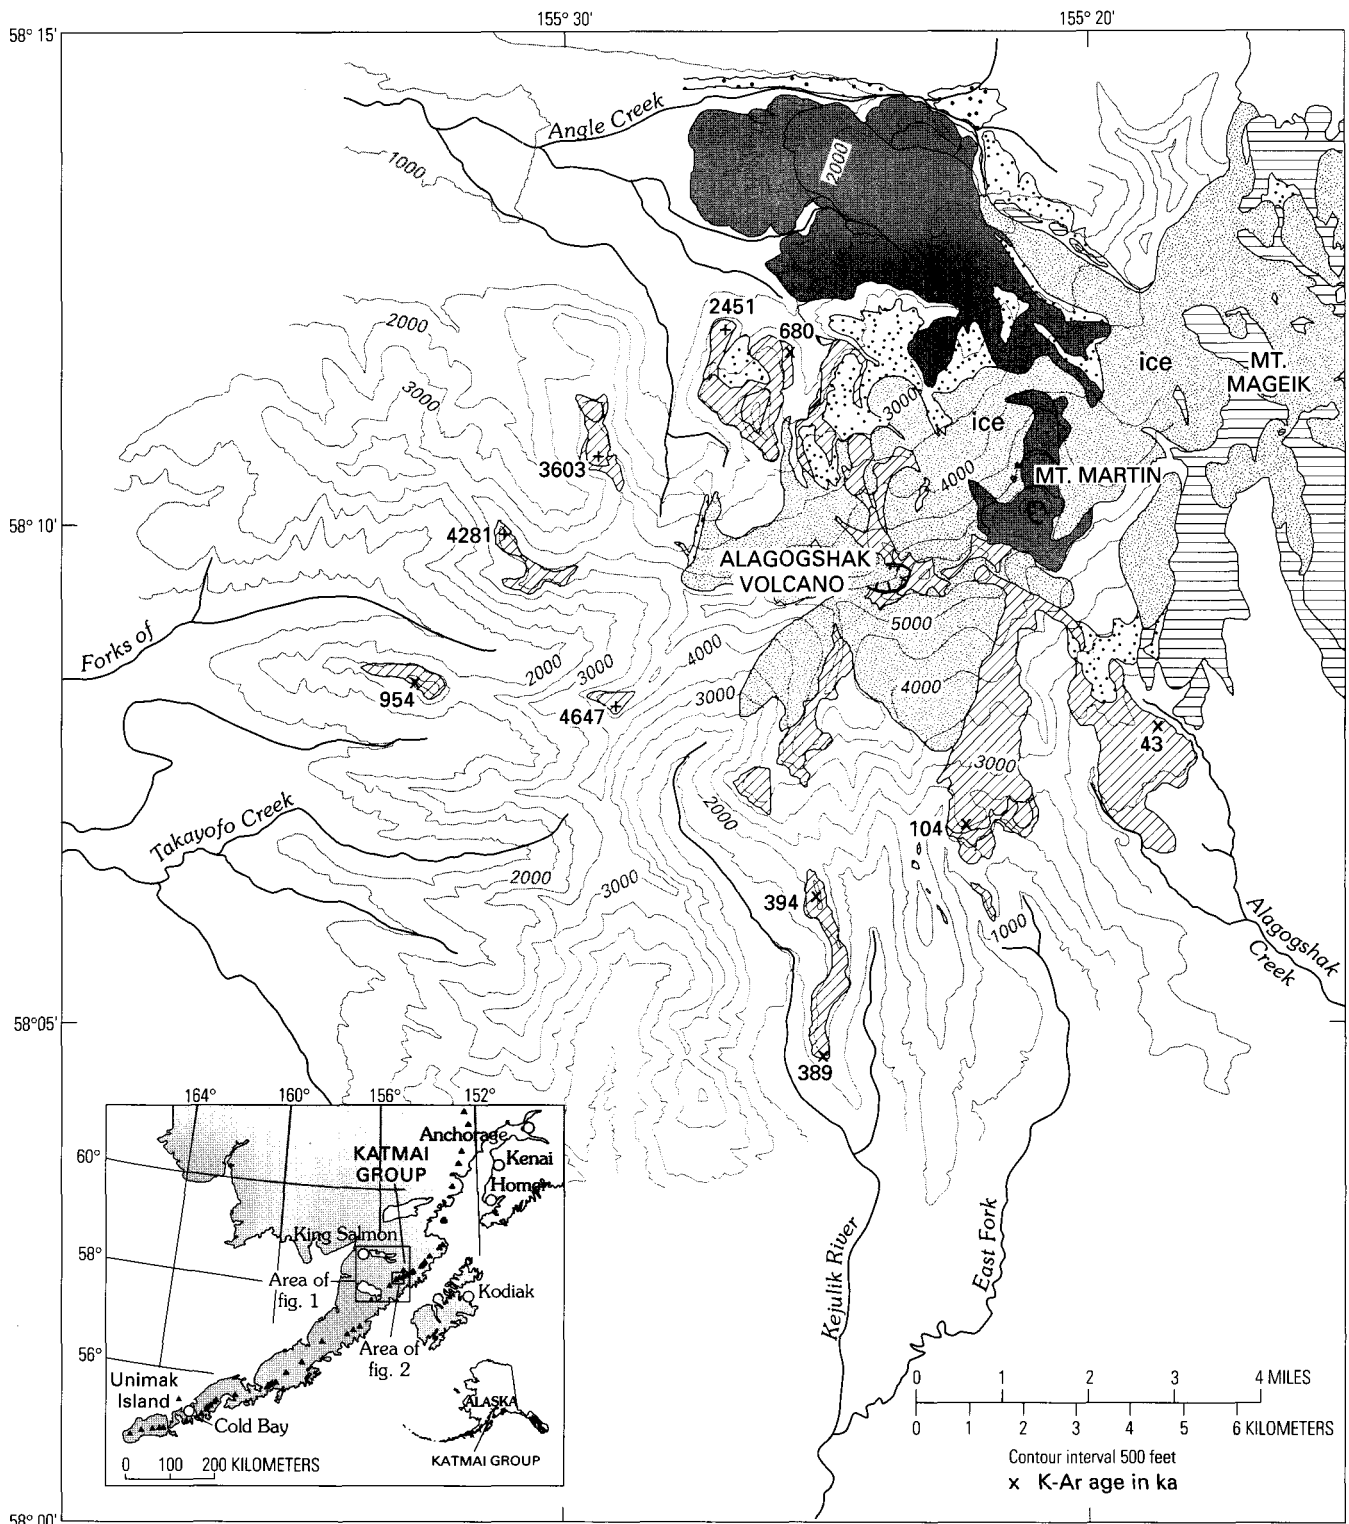 155° 30'
155° 20'
58° 15'
Angle Creek
1000
2000
2451
680
2000
3000
3000
ice
ice
MT.
MAGEIK
3603
4000
MT. MARTIN
58° 10'
4281
ALAGOGSHAK
VOLCANO
Forks of
5000
4000
2000
3000
4000
3000
954
4647
43
3000
2000
104
Takayofo Creek
2000
3000
394
1000
Alagogshak
Creek
58°05'
389
164°
160°
156°
152°
60°
58°
56°
KATMAI
GROUP
Anchorage
Kenai
Homer
King Salmon
Area of
fig. 1
Kodiak
Area of
fig. 2
Unimak
Island
Cold Bay
ALASKA
KATMAI GROUP
0 100 200 KILOMETERS
Kejulik River
East Fork
0 1 2 3 4 MILES
0 1 2 3 4 5 6 KILOMETERS
Contour interval 500 feet
x K-Ar age in ka
58° 00'